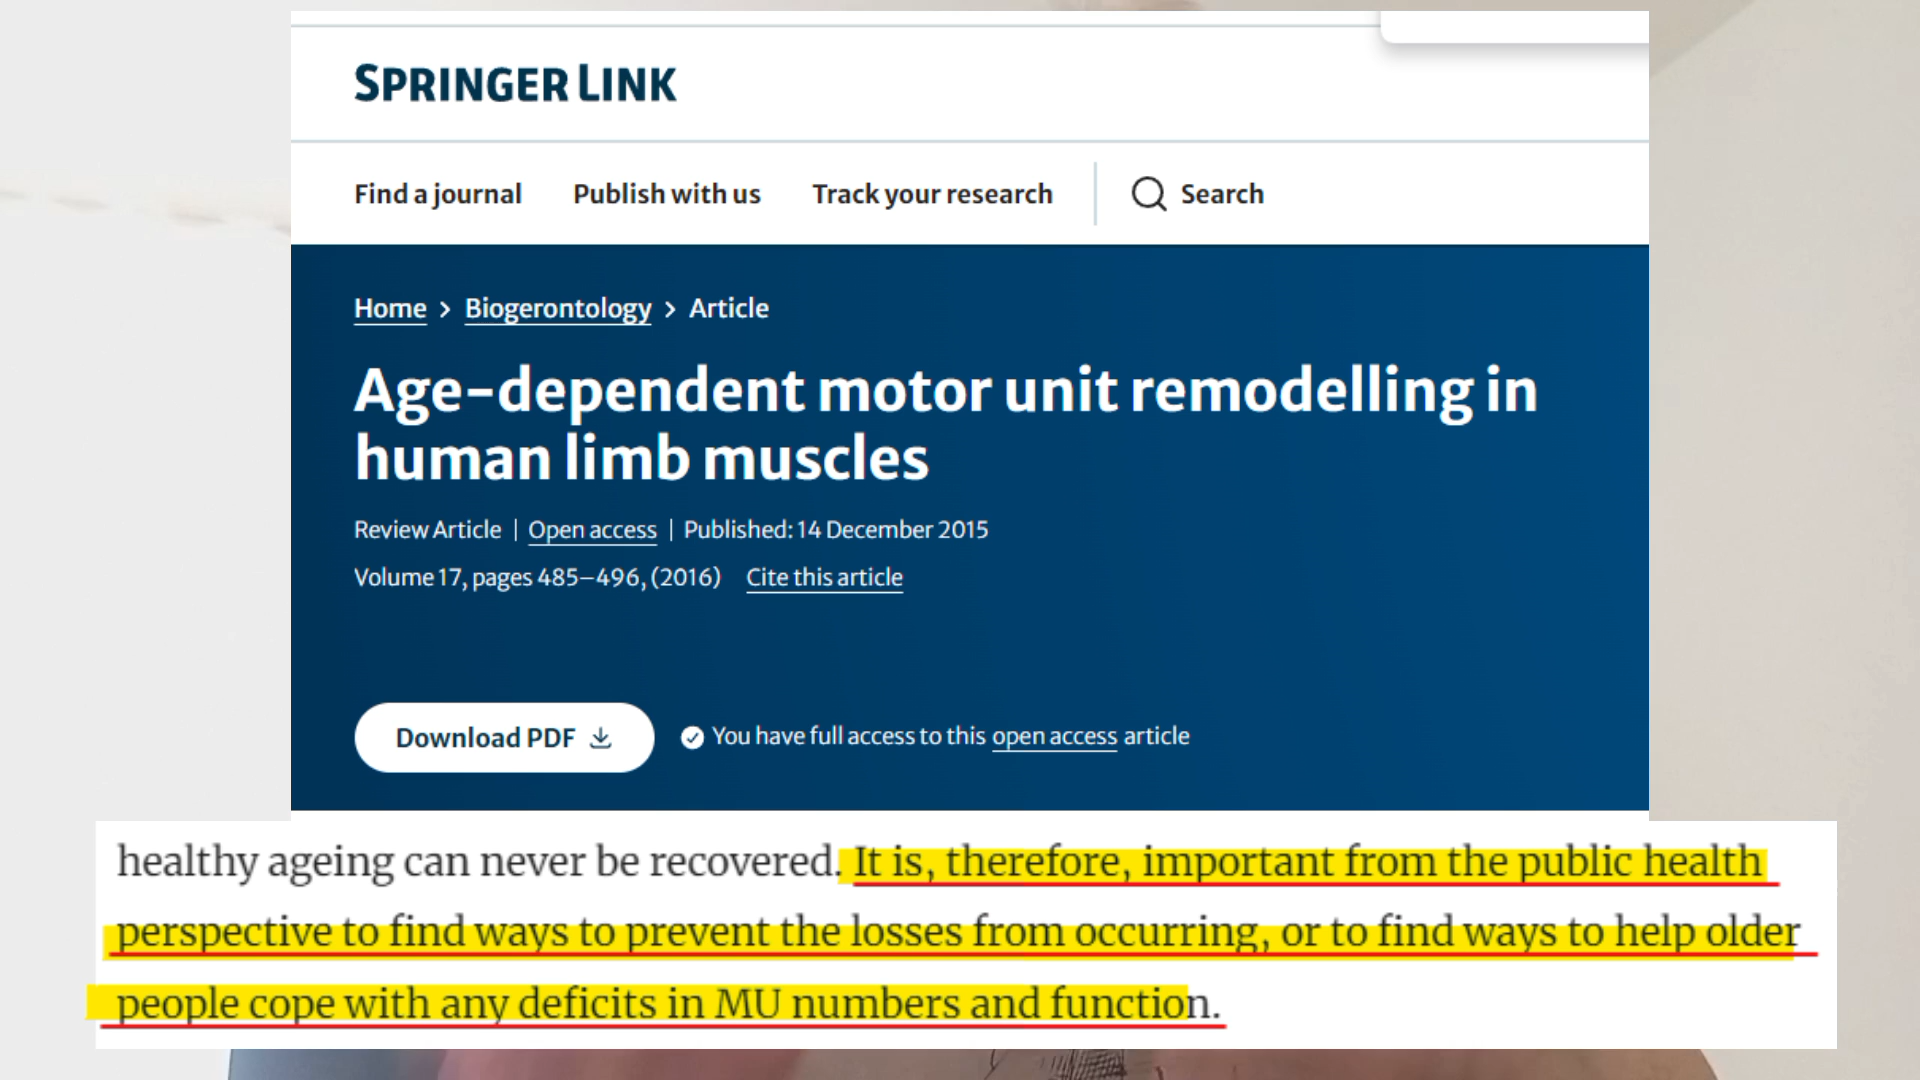 SPRINGER LINK
Find a journal Publish with us Track your research Search
Home > Biogerontology > Article
Age-dependent motor unit remodelling in
human limb muscles
Review Article | Open access | Published: 14 December 2015
Volume 17, pages 485–496, (2016) Cite this article
Download PDF You have full access to this open access article
healthy ageing can never be recovered. It is, therefore, important from the public health
perspective to find ways to prevent the losses from occurring, or to find ways to help older
people cope with any deficits in MU numbers and function.